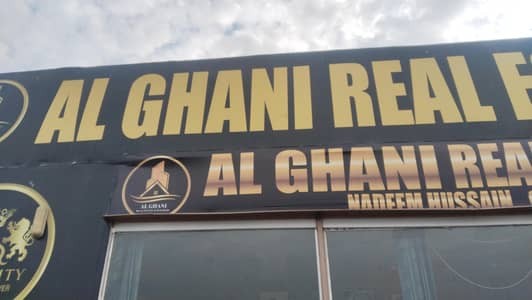 AL GHANI REAL E
AL GHANI REA
NADEEM HUSSAIN
AL GHANI